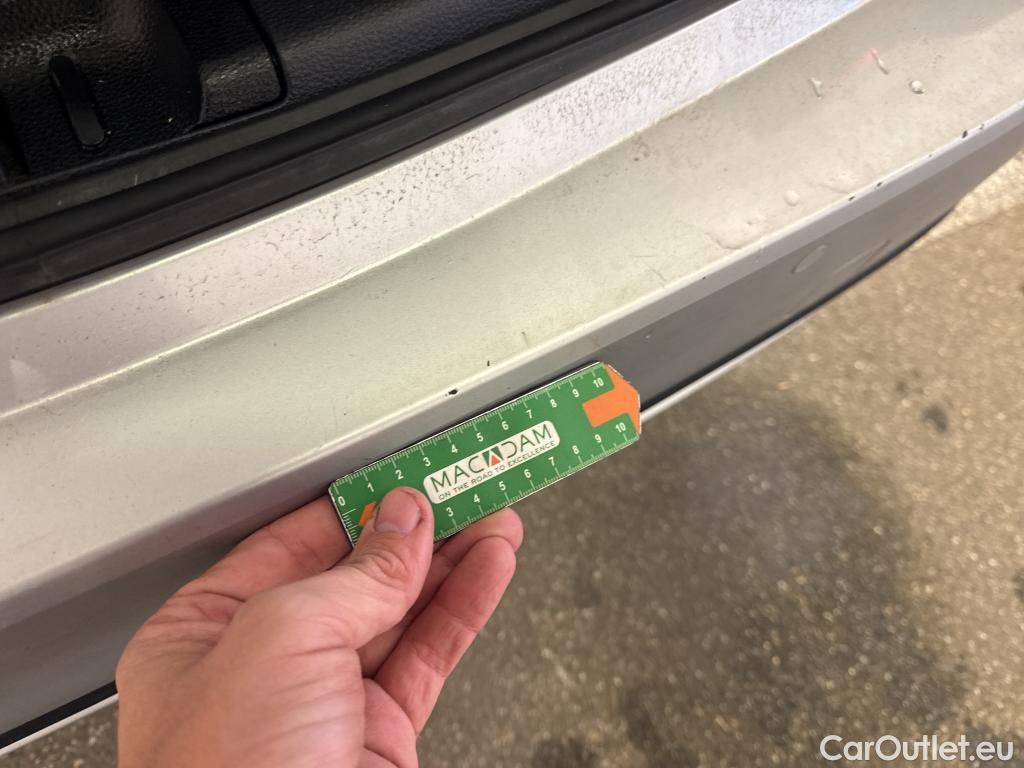 0 1 2 3 4 5 6 7 8 9 10
MACADAM
ON THE ROAD TO EXCELLENCE
3 4 5 6 7 8 9 10
CarOutlet.eu